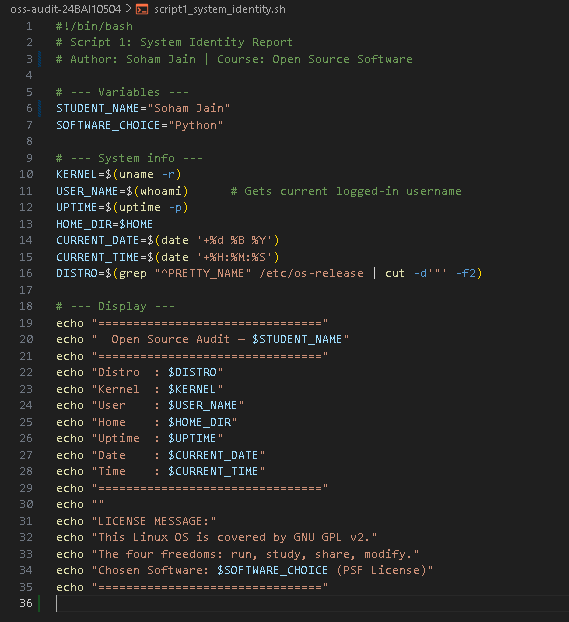 oss-audit-24BAI10504 > script1_system_identity.sh
1 #!/bin/bash
2 # Script 1: System Identity Report
3 # Author: Soham Jain | Course: Open Source Software
4
5 # --- Variables ---
6 STUDENT_NAME="Soham Jain"
7 SOFTWARE_CHOICE="Python"
8
9 # --- System info ---
10 KERNEL=$(uname -r)
11 USER_NAME=$(whoami)      # Gets current logged-in username
12 UPTIME=$(uptime -p)
13 HOME_DIR=$HOME
14 CURRENT_DATE=$(date '+%d %B %Y')
15 CURRENT_TIME=$(date '+%H:%M:%S')
16 DISTRO=$(grep "^PRETTY_NAME" /etc/os-release | cut -d'"' -f2)
17
18 # --- Display ---
19 echo "================================"
20 echo "  Open Source Audit — $STUDENT_NAME"
21 echo "================================"
22 echo "Distro  : $DISTRO"
23 echo "Kernel  : $KERNEL"
24 echo "User    : $USER_NAME"
25 echo "Home    : $HOME_DIR"
26 echo "Uptime  : $UPTIME"
27 echo "Date    : $CURRENT_DATE"
28 echo "Time    : $CURRENT_TIME"
29 echo "================================"
30 echo ""
31 echo "LICENSE MESSAGE:"
32 echo "This Linux OS is covered by GNU GPL v2."
33 echo "The four freedoms: run, study, share, modify."
34 echo "Chosen Software: $SOFTWARE_CHOICE (PSF License)"
35 echo "================================"
36